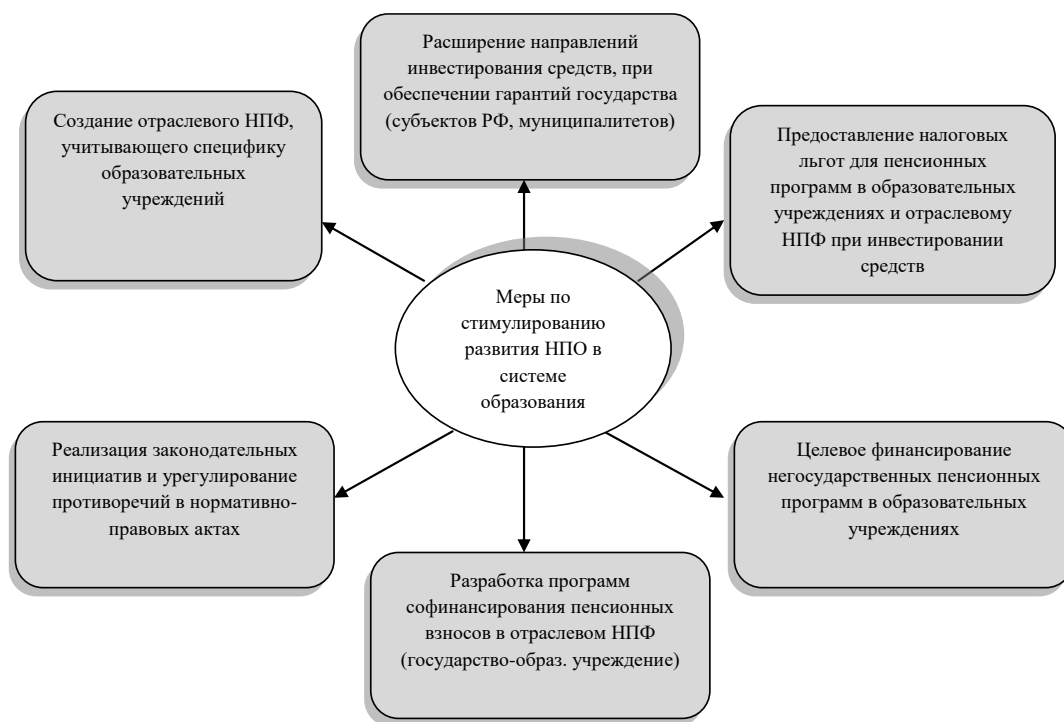 Расширение направлений
инвестирования средств, при
обеспечении гарантий государства
(субъектов РФ, муниципалитетов)
Создание отраслевого НПФ,
учитывающего специфику
образовательных
учреждений
Предоставление налоговых
льгот для пенсионных
программ в образовательных
учреждениях и отраслевому
НПФ при инвестировании
средств
Меры по
стимулированию
развития НПО в
системе
образования
Реализация законодательных
инициатив и урегулирование
противоречий в нормативно-
правовых актах
Целевое финансирование
негосударственных пенсионных
программ в образовательных
учреждениях
Разработка программ
софинансирования пенсионных
взносов в отраслевом НПФ
(государство-образ. учреждение)